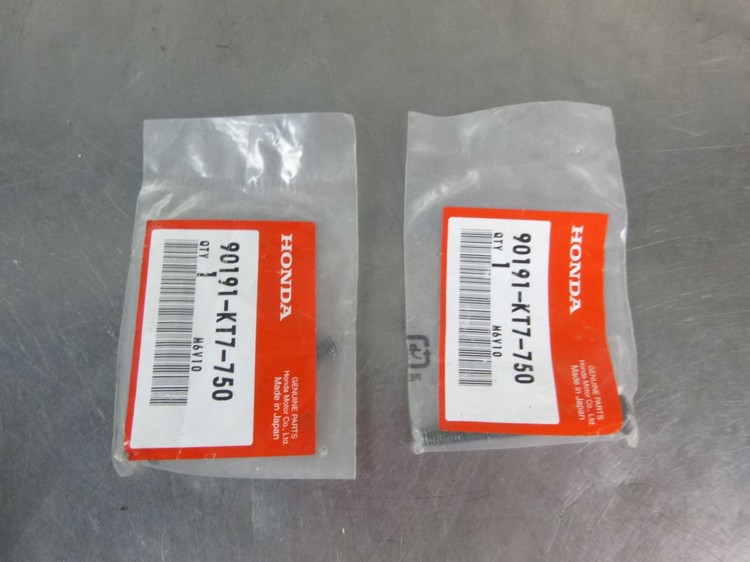 HONDA
90191-KT7-750
QTY 1
M6V10
GENUINE PARTS
Honda Motor Co., Ltd.
Made in Japan
HONDA
90191-KT7-750
QTY 1
M6V10
GENUINE PARTS
Honda Motor Co., Ltd.
Made in Japan